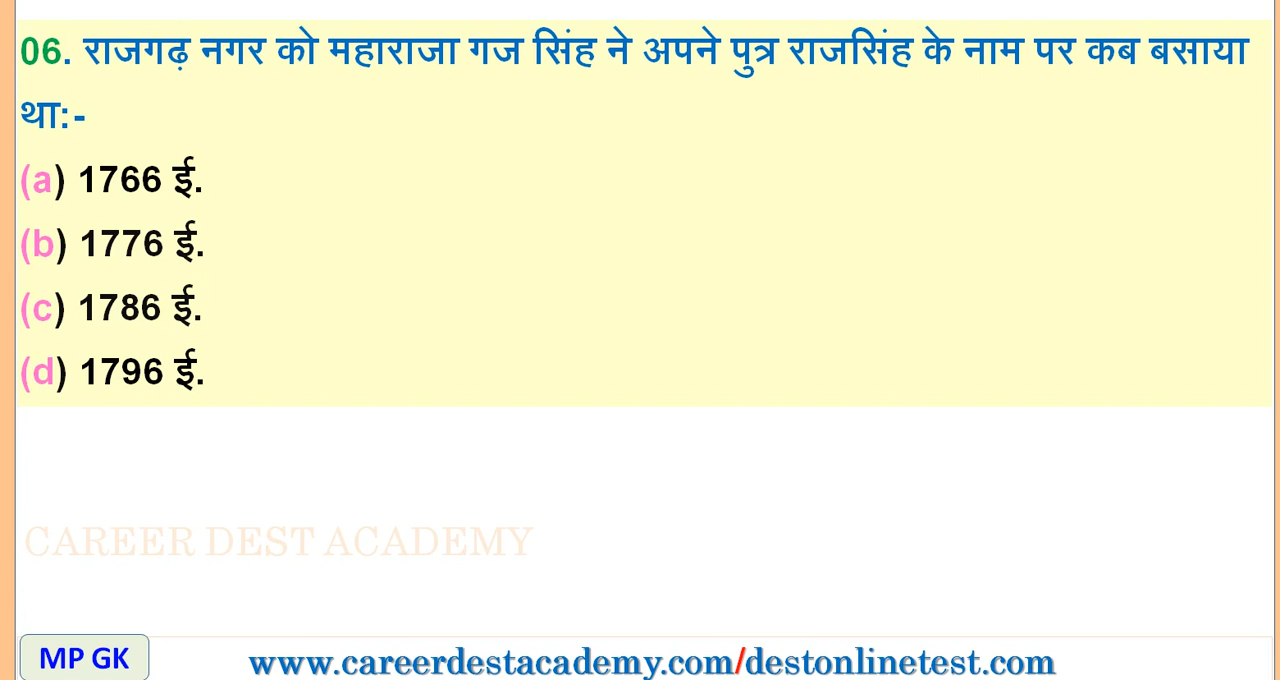 06. राजगढ़ नगर को महाराजा गज सिंह ने अपने पुत्र राजसिंह के नाम पर कब बसाया
था:-
(a) 1766 ई.
(b) 1776 ई.
(c) 1786 ई.
(d) 1796 ई.
CAREER DEST ACADEMY
MP GK
www.careerdestacademy.com/destonlinetest.com